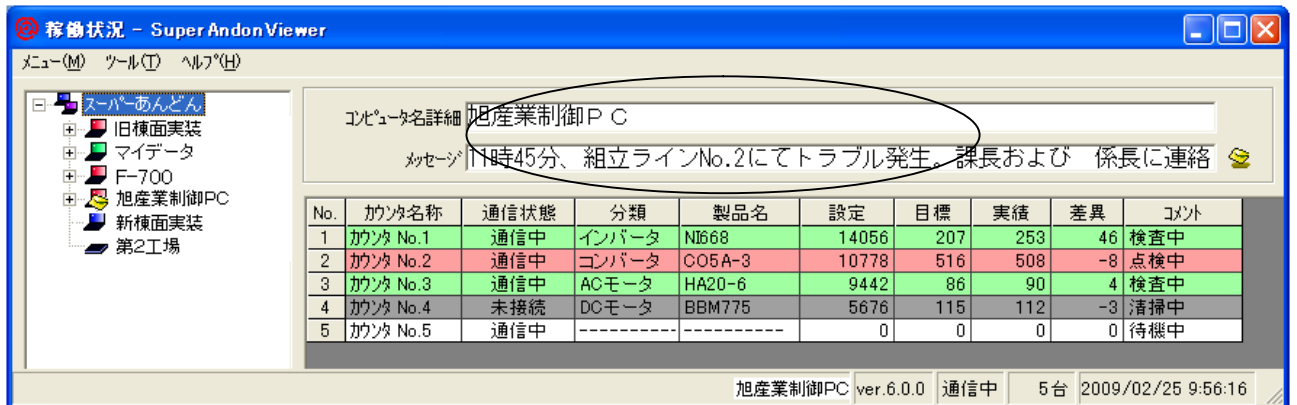 稼働状況 - Super Andon Viewer
ﾒﾆｭｰ(M) ﾂｰﾙ(T) ﾍﾙﾌﾟ(H)
スーパーあんどん
旧棟面実装
マイデータ
F-700
旭産業制御PC
新棟面実装
第2工場
ｺﾝﾋﾟｭｰﾀ名詳細 旭産業制御ＰＣ
ﾒｯｾｰｼﾞ 11時45分、組立ラインNo.2にてトラブル発生。課長および　係長に連絡
No. ｶｳﾝﾀ名称 通信状態 分類 製品名 設定 目標 実績 差異 ｺﾒﾝﾄ
1 ｶｳﾝﾀ No.1 通信中 インバータ NI668 14056 207 253 46 検査中
2 ｶｳﾝﾀ No.2 通信中 コンバータ CO5A-3 10778 516 508 -8 点検中
3 ｶｳﾝﾀ No.3 通信中 ACモータ HA20-6 9442 86 90 4 検査中
4 ｶｳﾝﾀ No.4 未接続 DCモータ BBM775 5676 115 112 -3 清掃中
5 ｶｳﾝﾀ No.5 通信中 ---------- ---------- 0 0 0 0 待機中
旭産業制御PC ver.6.0.0 通信中 5台 2009/02/25 9:56:16